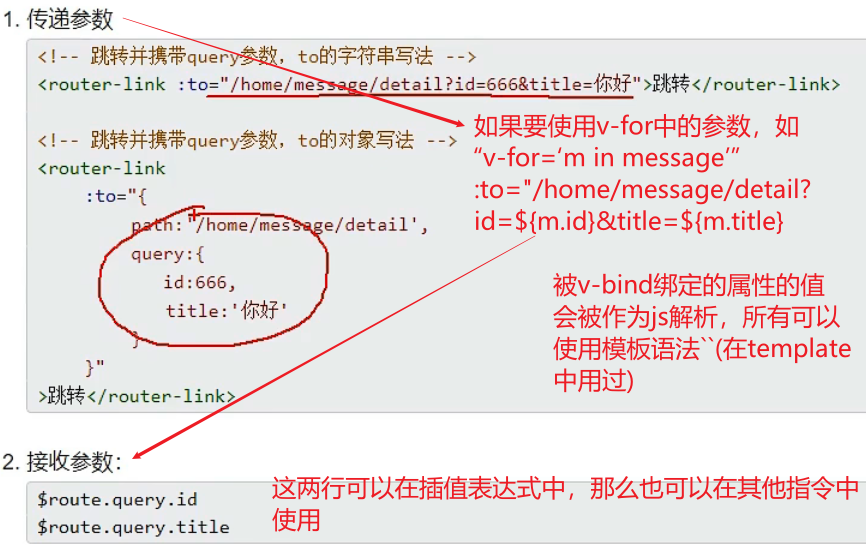 1. 传递参数
<!-- 跳转并携带query参数，to的字符串写法 -->
<router-link :to="/home/message/detail?id=666&title=你好">跳转</router-link>
<!-- 跳转并携带query参数，to的对象写法 -->
<router-link
:to="{
path:'/home/message/detail',
query:{
id:666,
title:'你好'
}
}"
>跳转</router-link>
如果要使用v-for中的参数，如
“v-for=‘m in message’”
:to="/home/message/detail?
id=${m.id}&title=${m.title}
被v-bind绑定的属性的值
会被作为js解析，所有可以
使用模板语法``(在template
中用过)
2. 接收参数：
$route.query.id
$route.query.title
这两行可以在插值表达式中，那么也可以在其他指令中
使用